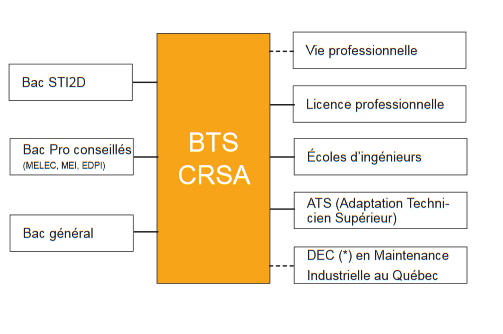 Bac STI2D
Bac Pro conseillés
(MELEC, MEI, EDPI)
Bac général
BTS
CRSA
Vie professionnelle
Licence professionnelle
Écoles d'ingénieurs
ATS (Adaptation Techni-
cien Supérieur)
DEC (*) en Maintenance
Industrielle au Québec